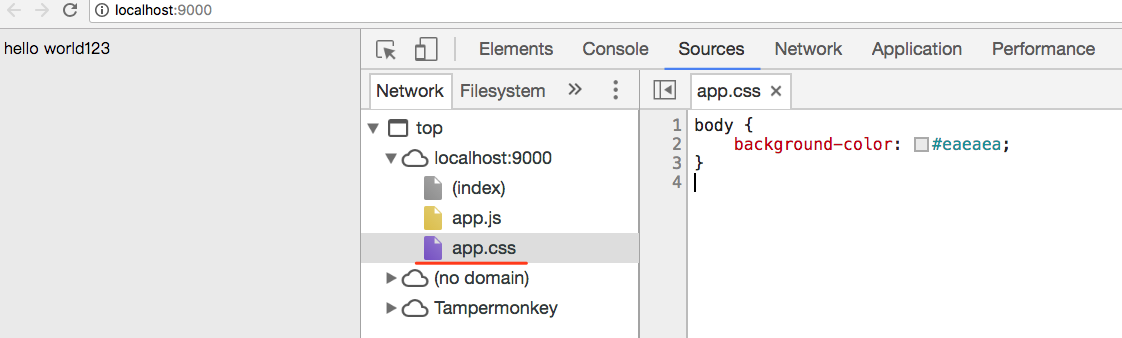 localhost:9000
hello world123
Elements Console Sources Network Application Performance
Network Filesystem »
app.css ×
top
localhost:9000
(index)
app.js
app.css
(no domain)
Tampermonkey
1 body {
2 background-color: #eaeaea;
3 }
4